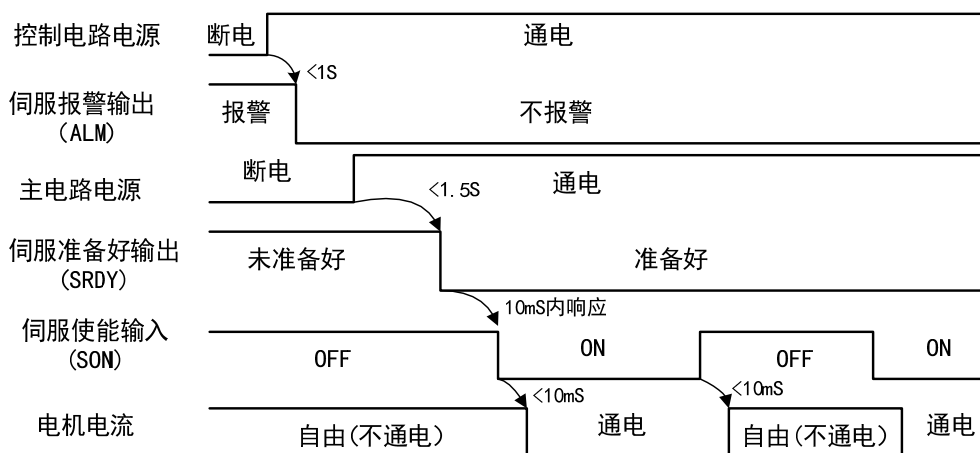 控制电路电源 断电 通电
<1S
伺服报警输出 报警 不报警
(ALM)
断电
主电路电源 <1.5S 通电
伺服准备好输出 未准备好 准备好
(SRDY)
10mS内响应
伺服使能输入
(SON) OFF ON OFF ON
<10mS <10mS
电机电流 自由(不通电) 通电 自由(不通电) 通电